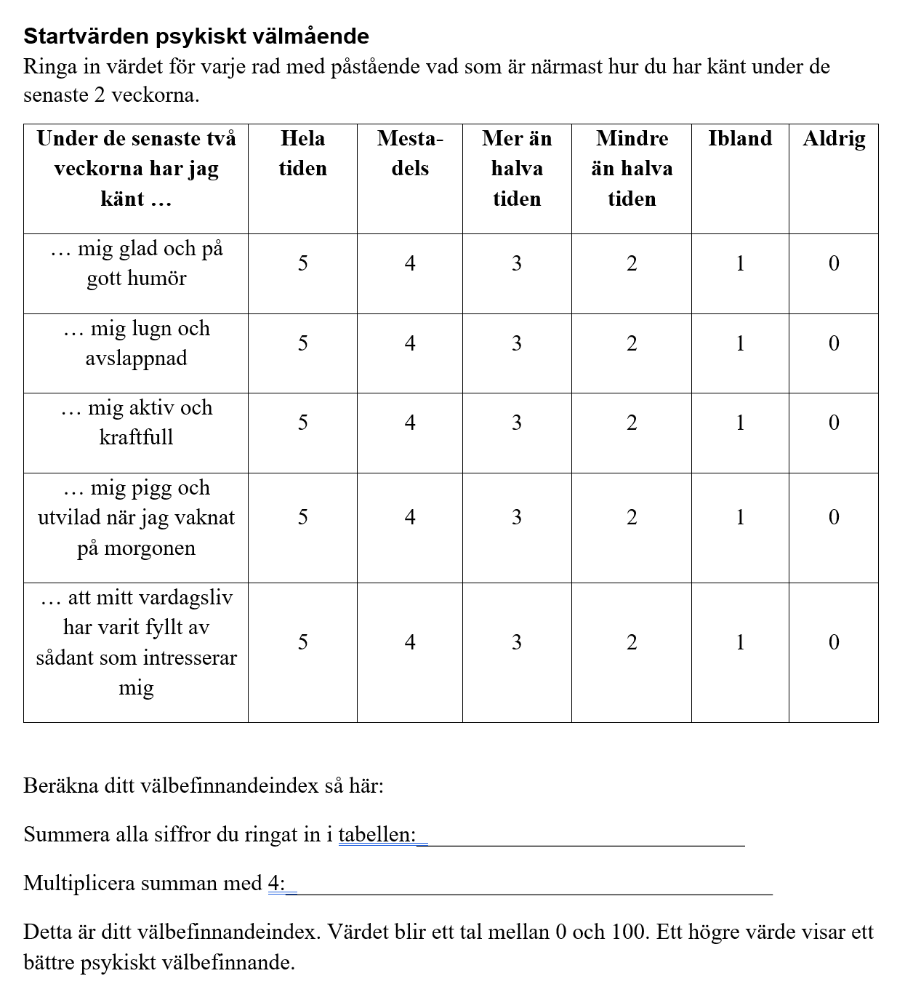 Startvärden psykiskt välmående
Ringa in värdet för varje rad med påstående vad som är närmast hur du har känt under de
senaste 2 veckorna.
Under de senaste två
veckorna har jag
känt …
Hela
tiden
Mesta-
dels
Mer än
halva
tiden
Mindre
än halva
tiden
Ibland
Aldrig
… mig glad och på
gott humör
5 4 3 2 1 0
… mig lugn och
avslappnad
5 4 3 2 1 0
… mig aktiv och
kraftfull
5 4 3 2 1 0
… mig pigg och
utvilad när jag vaknat
på morgonen
5 4 3 2 1 0
… att mitt vardagsliv
har varit fyllt av
sådant som intresserar
mig
5 4 3 2 1 0
Beräkna ditt välbefinnandeindex så här:
Summera alla siffror du ringat in i tabellen:_____________________________
Multiplicera summan med 4:___________________________________________
Detta är ditt välbefinnandeindex. Värdet blir ett tal mellan 0 och 100. Ett högre värde visar ett
bättre psykiskt välbefinnande.